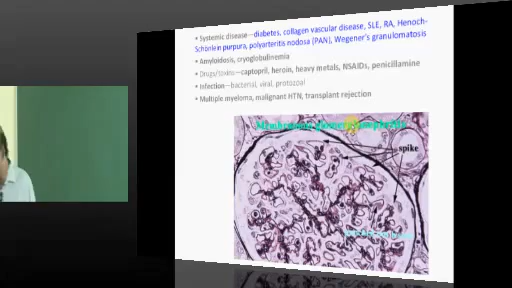 • Systemic disease—diabetes, collagen vascular disease, SLE, RA, Henoch-
Schonlein purpura, polyarteritis nodosa (PAN), Wegener's granulomatosis
• Amyloidosis, cryoglobulinemia
• Drugs/toxins—captopril, heroin, heavy metals, NSAIDs, penicillamine
• Infection—bacterial, viral, protozoal
• Multiple myeloma, malignant HTN, transplant rejection
Membranous
spike